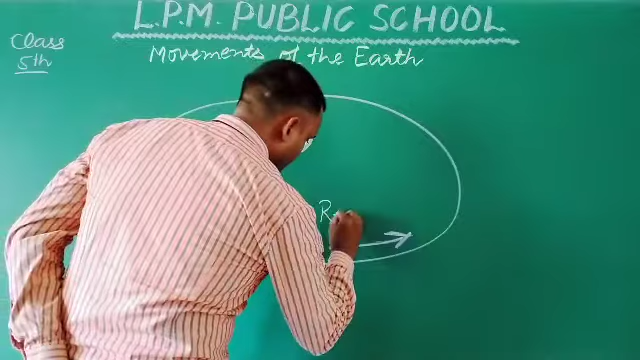 L.P.M. PUBLIC SCHOOL
Class
5th
Movements of the Earth
R